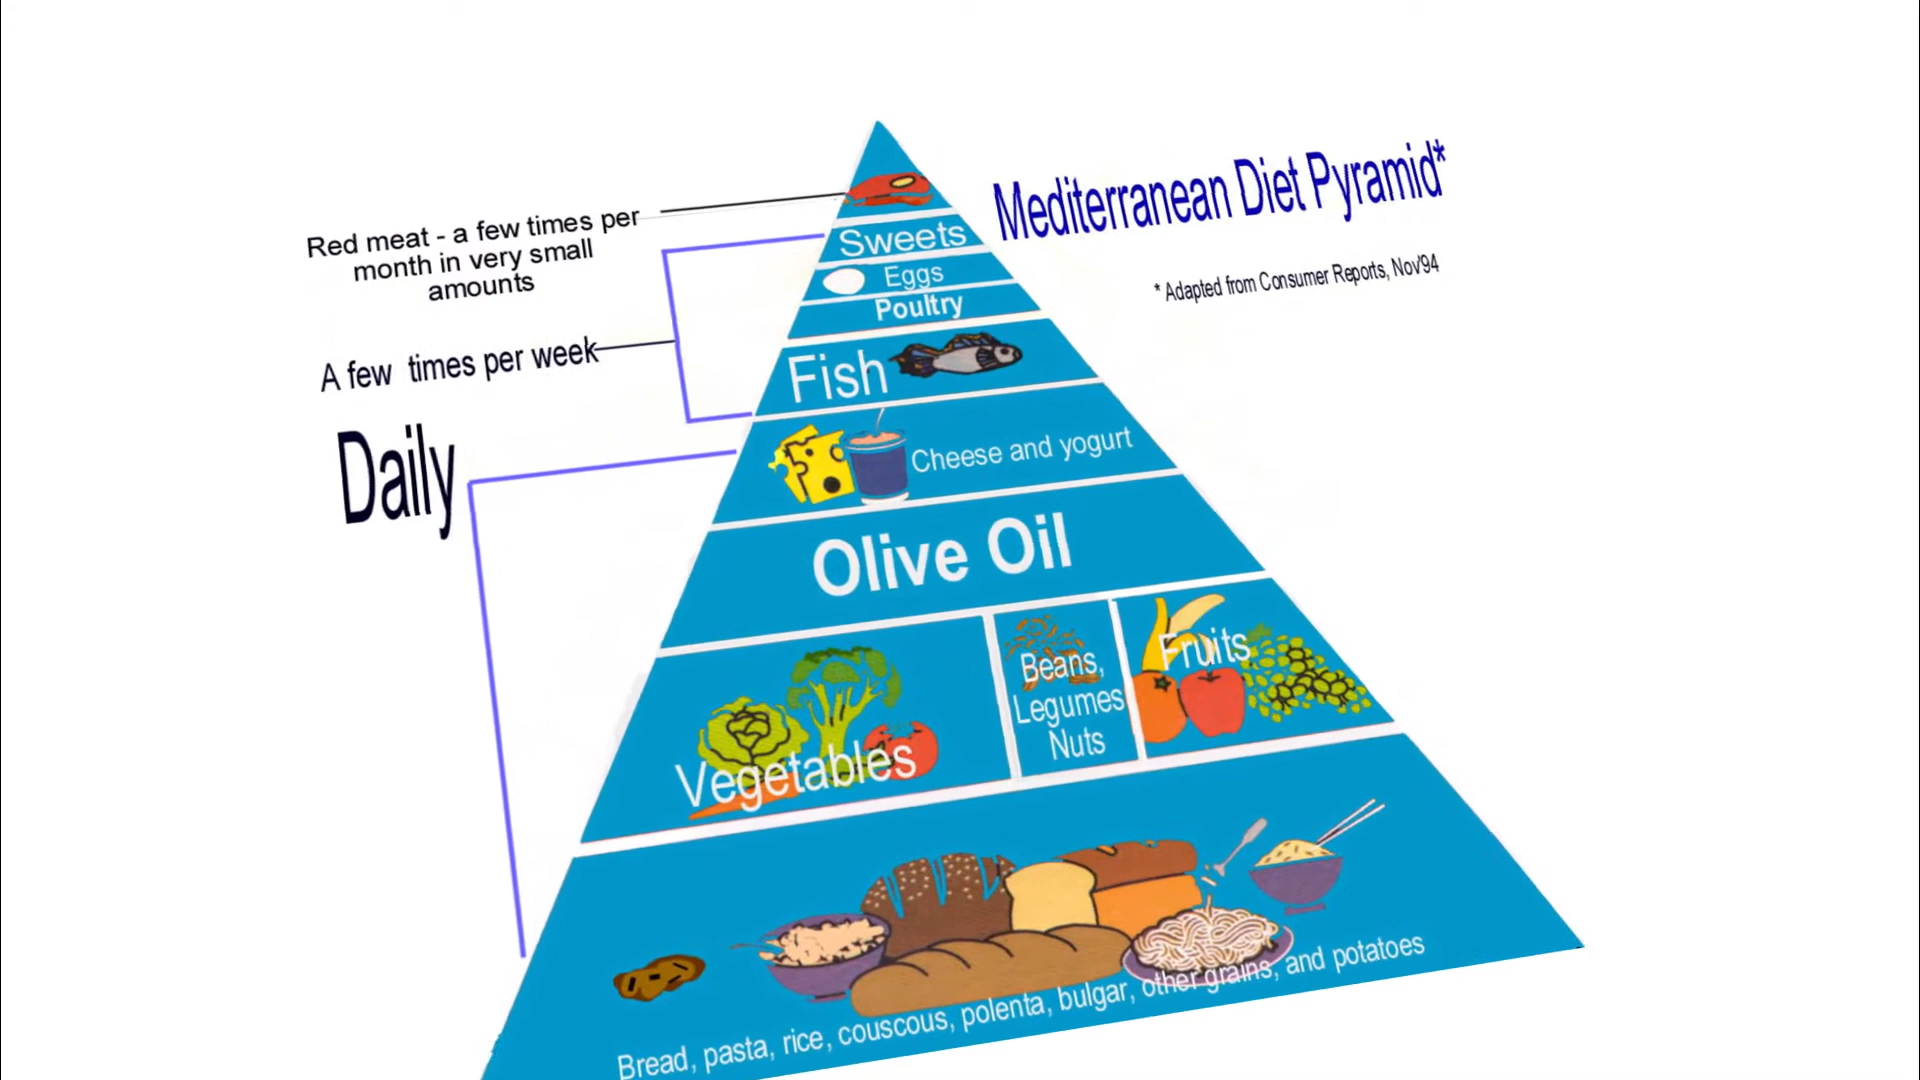 Mediterranean Diet Pyramid*
* Adapted from Consumer Reports, Nov'94
Red meat - a few times per
month in very small
amounts
Sweets
Eggs
Poultry
A few times per week
Fish
Daily
Cheese and yogurt
Olive Oil
Vegetables
Beans,
Legumes
Nuts
Fruits
Bread, pasta, rice, couscous, polenta, bulgar, other grains, and potatoes